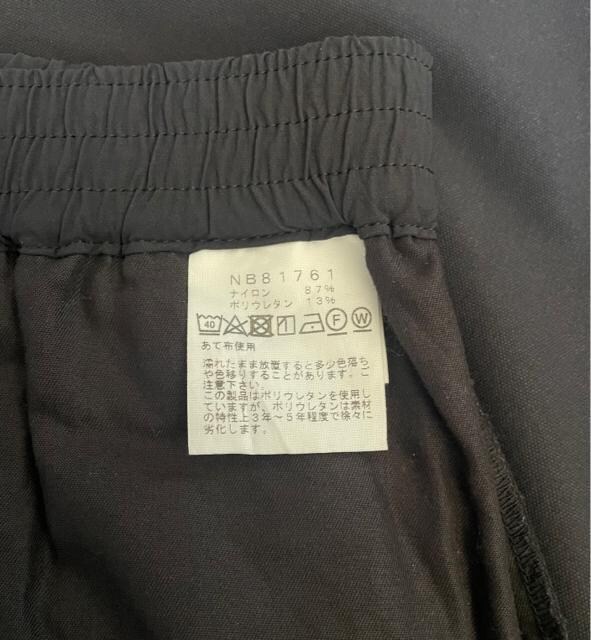 NB81761
ナイロン 87%
ポリウレタン 13%
40 F W
あて布使用
濡れたまま放置すると多少色落ち
や色移りすることがあります。ご
注意下さい。
この製品はポリウレタンを使用し
ていますが、ポリウレタンは素材
の特性上3年〜5年程度で徐々に
劣化します。